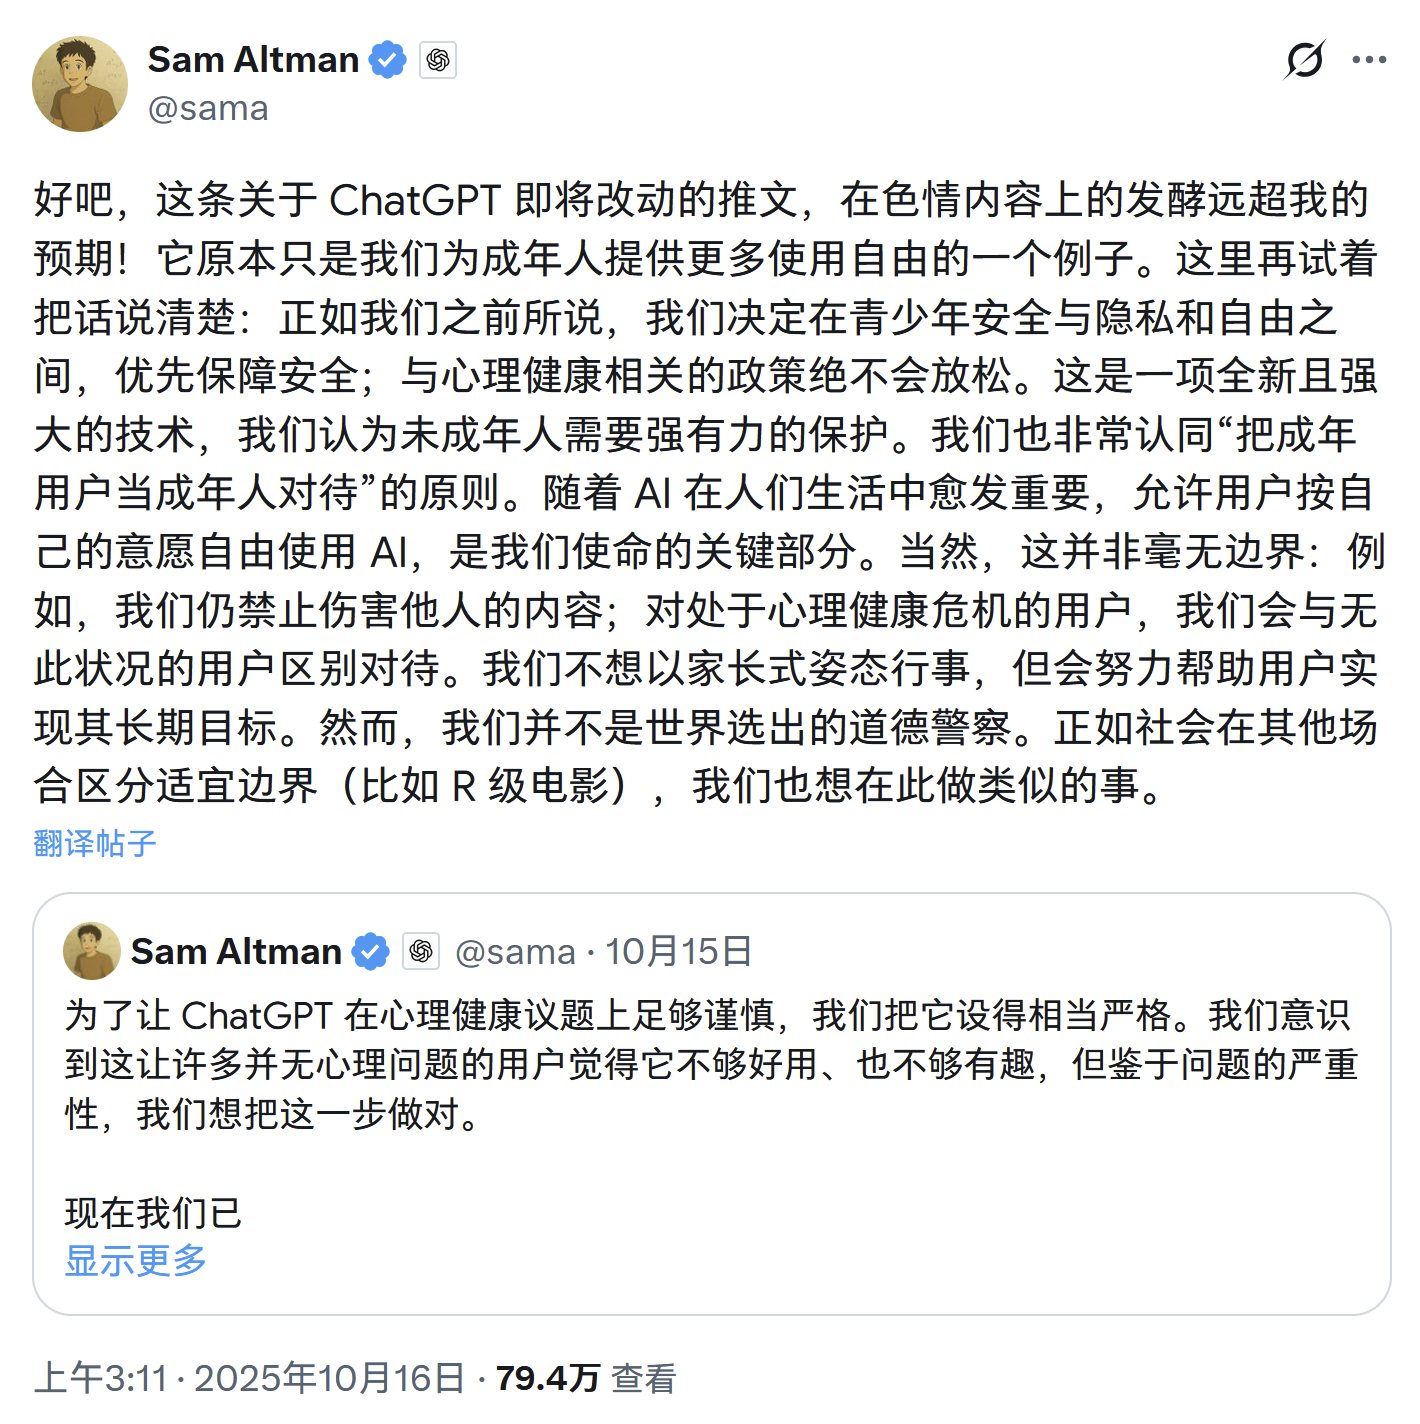 Sam Altman
@sama
好吧，这条关于 ChatGPT 即将改动的推文，在色情内容上的发酵远超我的
预期！它原本只是我们为成年人提供更多使用自由的一个例子。这里再试着
把话说清楚：正如我们之前所说，我们决定在青少年安全与隐私和自由之
间，优先保障安全；与心理健康相关的政策绝不会放松。这是一项全新且强
大的技术，我们认为未成年人需要强有力的保护。我们也非常认同“把成年
用户当成年人对待”的原则。随着 AI 在人们生活中愈发重要，允许用户按自
己的意愿自由使用 AI，是我们使命的关键部分。当然，这并非毫无边界：例
如，我们仍禁止伤害他人的内容；对处于心理健康危机的用户，我们会与无
此状况的用户区别对待。我们不想以家长式姿态行事，但会努力帮助用户实
现其长期目标。然而，我们并不是世界选出的道德警察。正如社会在其他场
合区分适宜边界（比如 R 级电影），我们也想在此做类似的事。
翻译帖子
Sam Altman @sama · 10月15日
为了让 ChatGPT 在心理健康议题上足够谨慎，我们把它设得相当严格。我们意识
到这让许多并无心理问题的用户觉得它不够好用、也不够有趣，但鉴于问题的严重
性，我们想把这一步做对。
现在我们已
显示更多
上午3:11 · 2025年10月16日 · 79.4万 查看